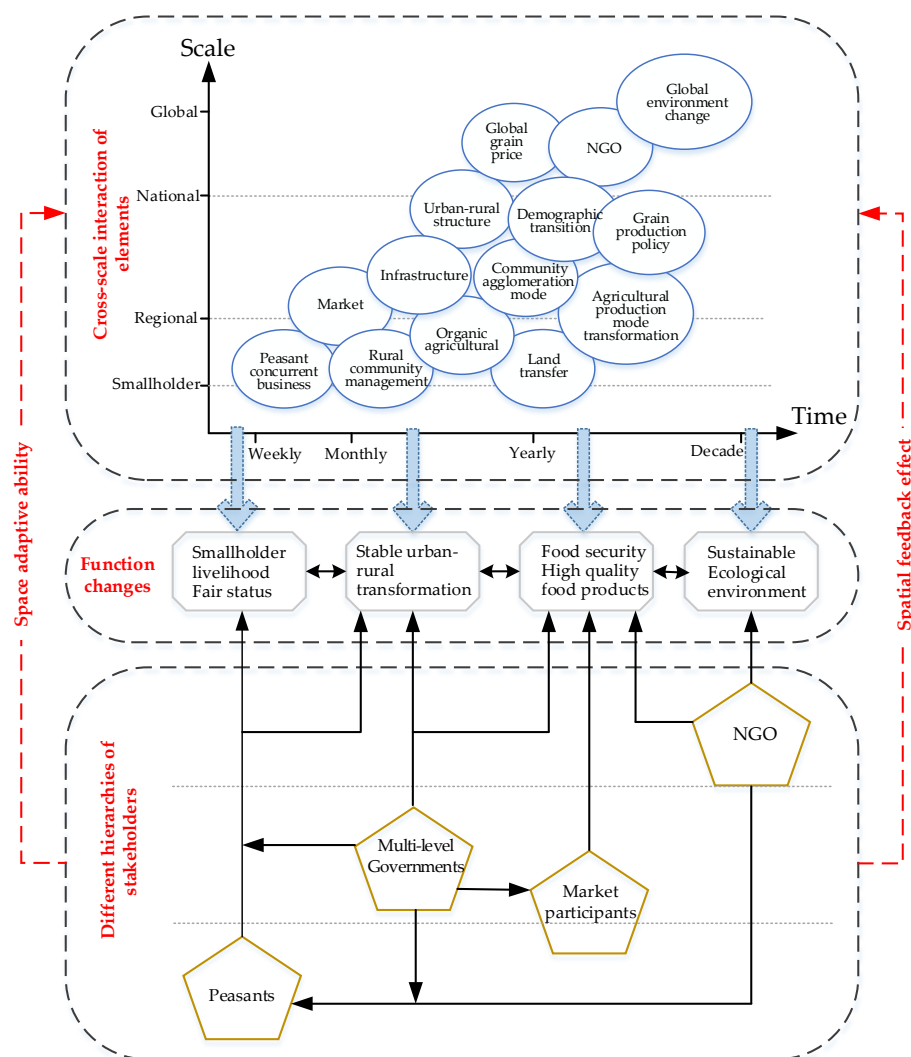 Scale
Global
National
Regional
Smallholder
Global
environment
change
Global
grain
price
NGO
Urban-rural
structure
Demographic
transition
Grain
production
policy
Infrastructure
Community
agglomeration
mode
Market
Organic
agricultural
Agricultural
production
mode
transformation
Peasant
concurrent
business
Rural
community
management
Land
transfer
Time
Weekly
Monthly
Yearly
Decade
Cross-scale interaction of
elements
Space adaptive ability
Spatial feedback effect
Function
changes
Smallholder
livelihood
Fair status
Stable urban-
rural
transformation
Food security
High quality
food products
Sustainable
Ecological
environment
Different hierarchies of
stakeholders
NGO
Multi-level
Governments
Market
participants
Peasants